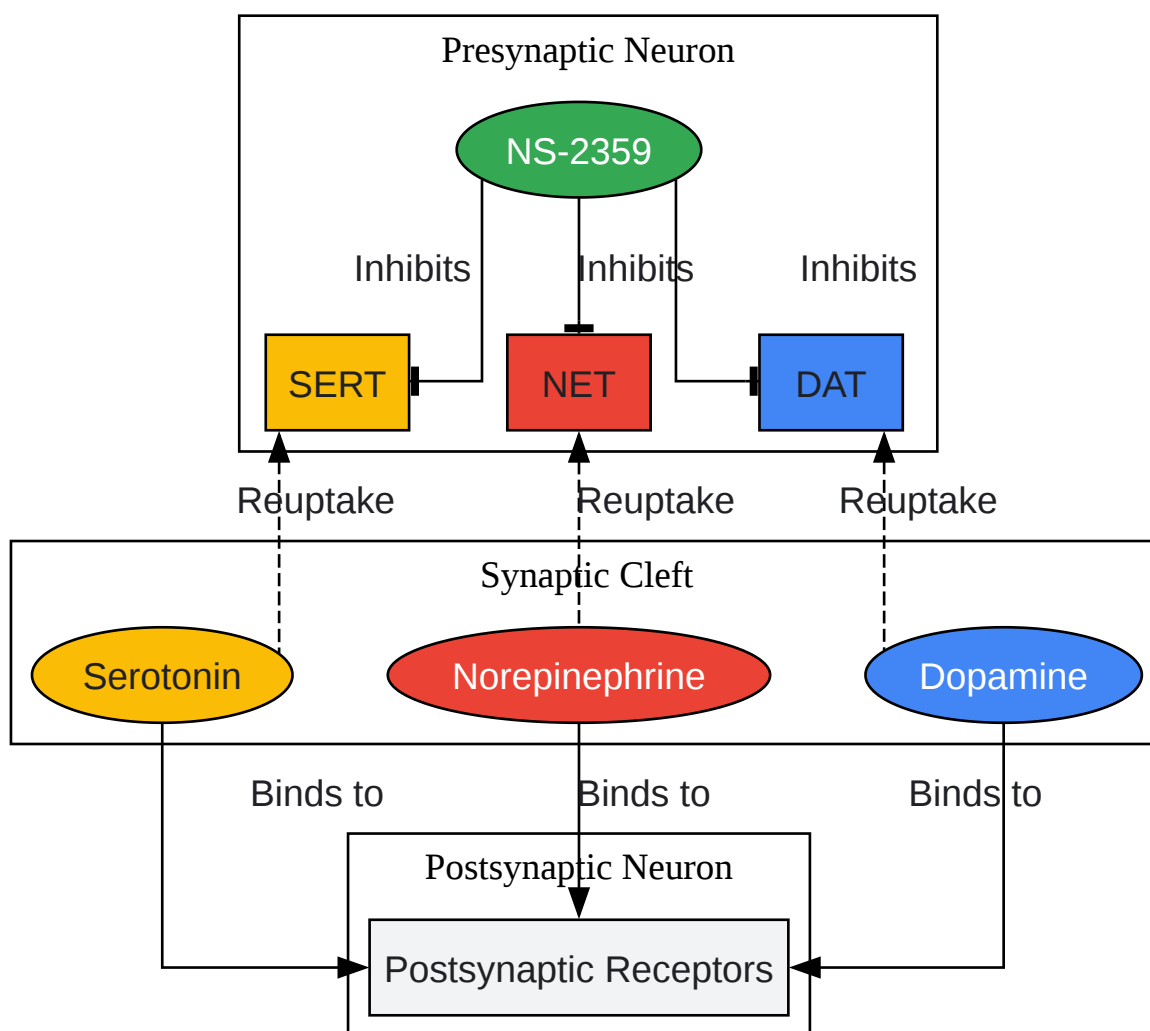 Presynaptic Neuron
NS-2359
Inhibits
Inhibits
Inhibits
SERT
NET
DAT
Reuptake
Reuptake
Reuptake
Synaptic Cleft
Serotonin
Norepinephrine
Dopamine
Binds to
Binds to
Binds to
Postsynaptic Neuron
Postsynaptic Receptors